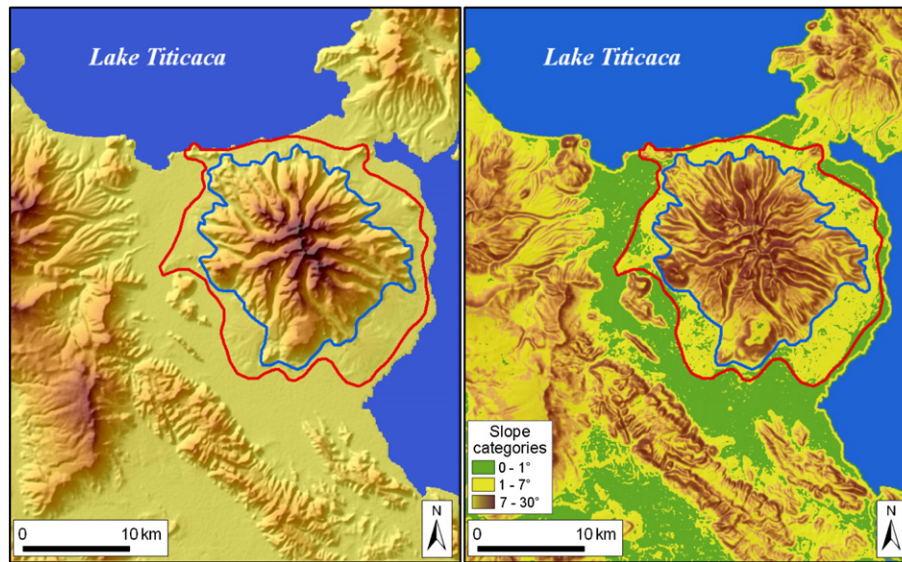 Lake Titicaca
0 10 km
N
Lake Titicaca
Slope
categories
0 - 1°
1 - 7°
7 - 30°
0 10 km
N